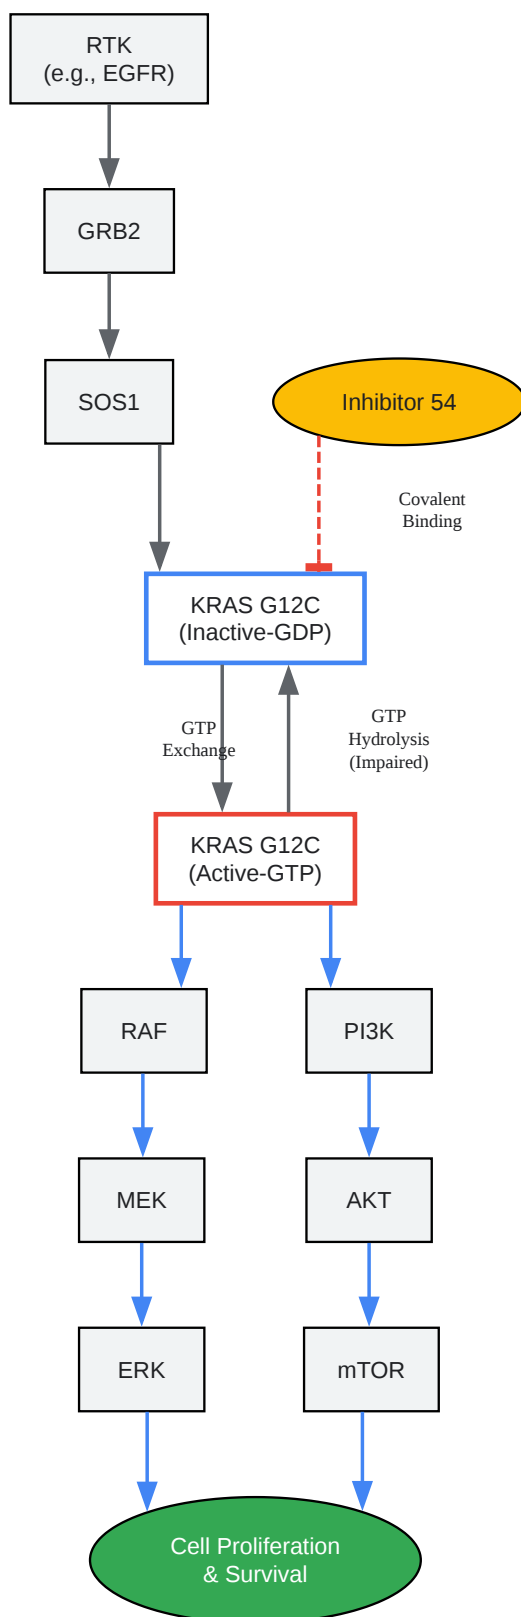 RTK
(e.g., EGFR)
GRB2
SOS1
Inhibitor 54
Covalent
Binding
KRAS G12C
(Inactive-GDP)
GTP
Exchange
GTP
Hydrolysis
(Impaired)
KRAS G12C
(Active-GTP)
RAF
PI3K
MEK
AKT
ERK
mTOR
Cell Proliferation
& Survival